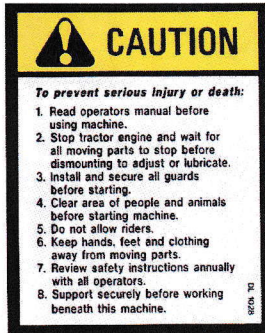 CAUTION
To prevent serious injury or death:
1. Read operators manual before
using machine.
2. Stop tractor engine and wait for
all moving parts to stop before
dismounting to adjust or lubricate.
3. Install and secure all guards
before starting.
4. Clear area of people and animals
before starting machine.
5. Do not allow riders.
6. Keep hands, feet and clothing
away from moving parts.
7. Review safety instructions annually
with all operators.
8. Support securely before working
beneath this machine.
DL 1028